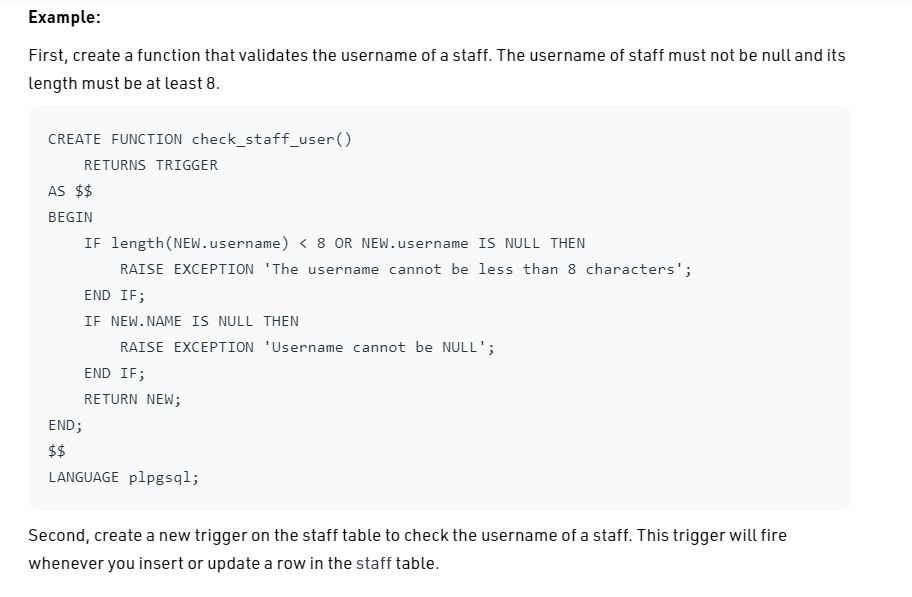 Example:
First, create a function that validates the username of a staff. The username of staff must not be null and its
length must be at least 8.
CREATE FUNCTION check_staff_user()
    RETURNS TRIGGER
AS $$
BEGIN
    IF length(NEW.username) < 8 OR NEW.username IS NULL THEN
        RAISE EXCEPTION 'The username cannot be less than 8 characters';
    END IF;
    IF NEW.NAME IS NULL THEN
        RAISE EXCEPTION 'Username cannot be NULL';
    END IF;
    RETURN NEW;
END;
$$
LANGUAGE plpgsql;
Second, create a new trigger on the staff table to check the username of a staff. This trigger will fire
whenever you insert or update a row in the staff table.